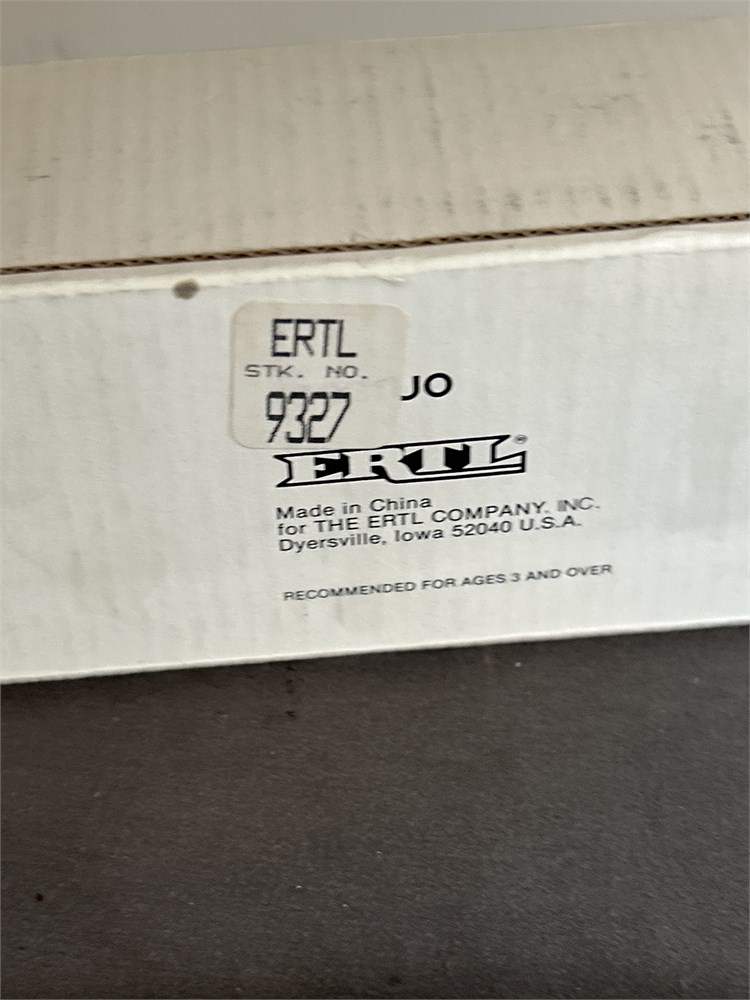 ERTL
STK. NO.
9327
JO
ERTL®
Made in China
for THE ERTL COMPANY, INC.
Dyersville, Iowa 52040 U.S.A.
RECOMMENDED FOR AGES 3 AND OVER